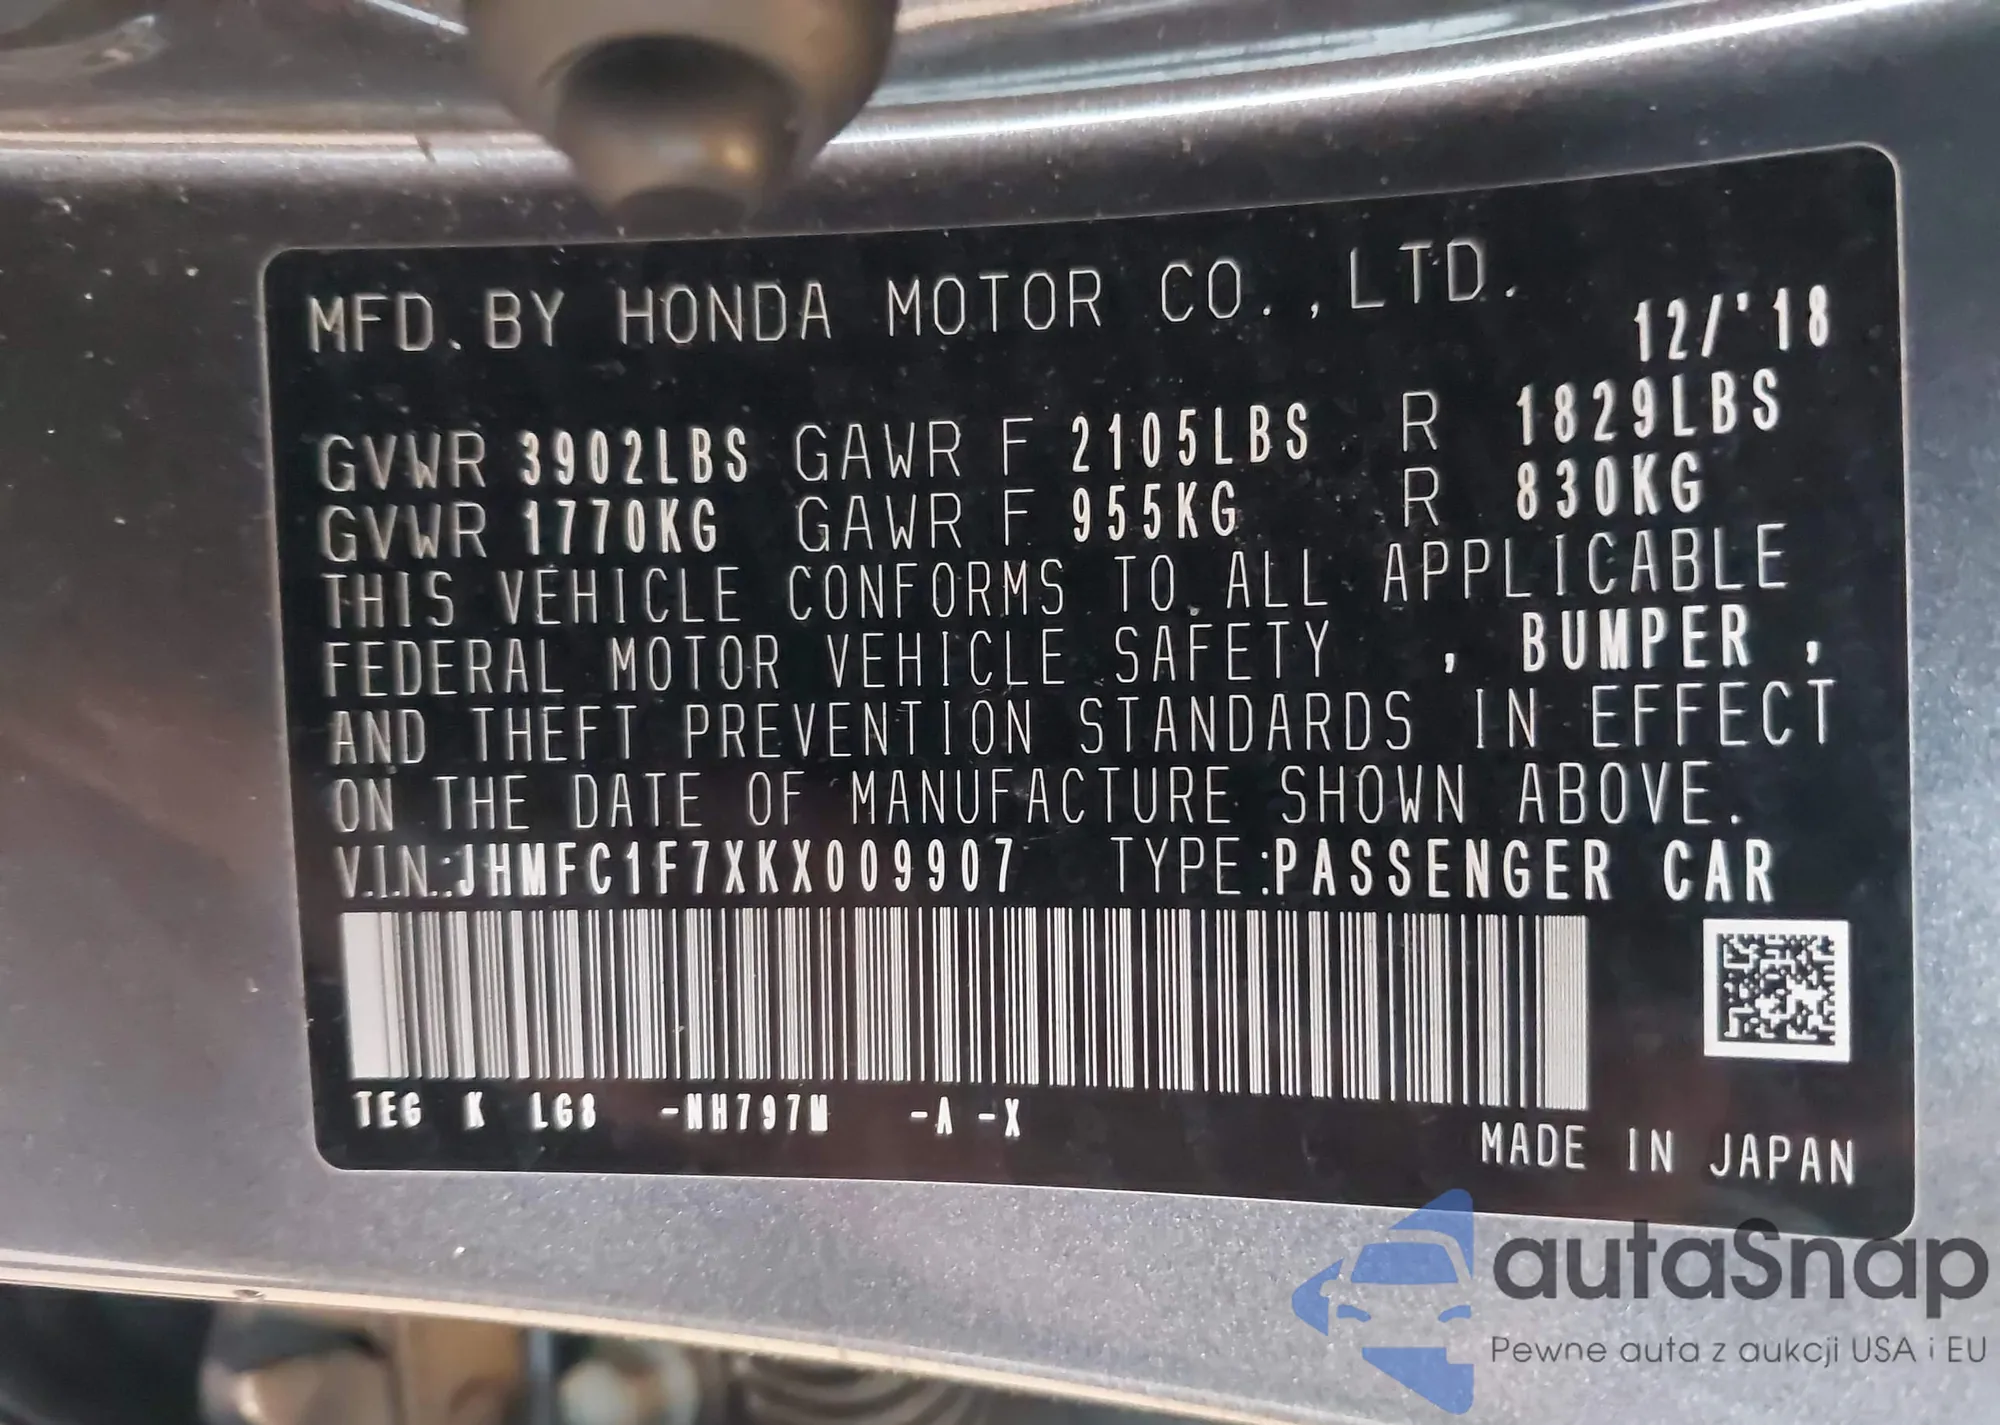 MFD. BY HONDA MOTOR CO.,LTD.
12/'18
GVWR 3902LBS GAWR F 2105LBS R 1829LBS
GVWR 1770KG GAWR F 955KG R 830KG
THIS VEHICLE CONFORMS TO ALL APPLICABLE
FEDERAL MOTOR VEHICLE SAFETY , BUMPER ,
AND THEFT PREVENTION STANDARDS IN EFFECT
ON THE DATE OF MANUFACTURE SHOWN ABOVE.
V.I.N.:JHMFC1F7XKX009907 TYPE:PASSENGER CAR
TEG K LG8 -NH797M -A -X
MADE IN JAPAN
autaSnap
Pewne auta z aukcji USA i EU